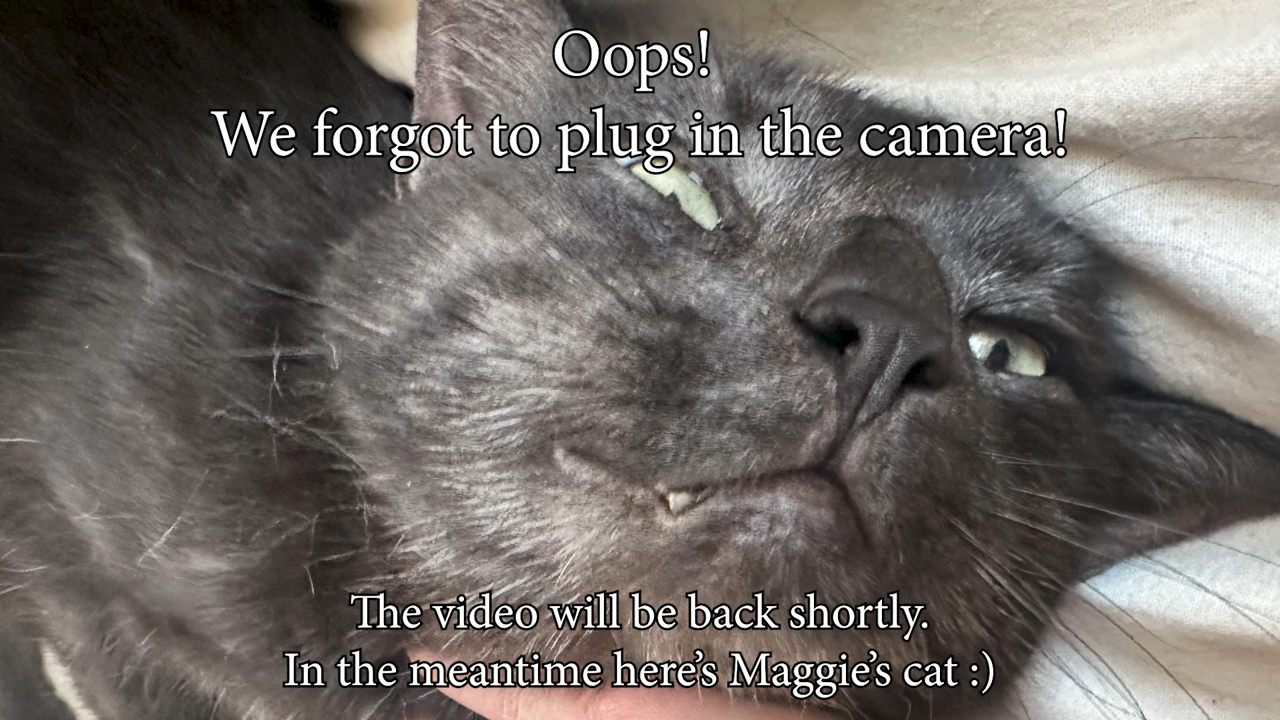 Oops!
We forgot to plug in the camera!
The video will be back shortly.
In the meantime here's Maggie's cat :)